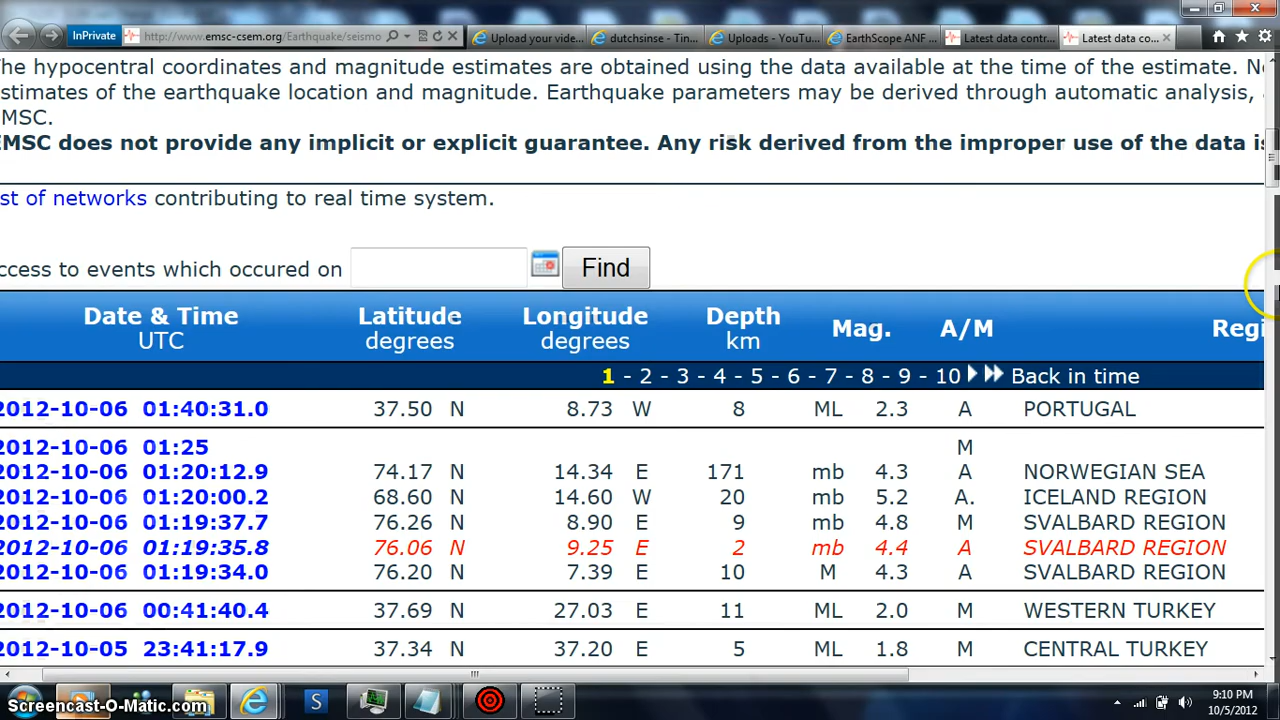 InPrivate http://www.emsc-csem.org/Earthquake/seismo Upload your vide... dutchsinse - Tin... Uploads - YouTu... EarthScope ANF ... Latest data contr... Latest data co...
The hypocentral coordinates and magnitude estimates are obtained using the data available at the time of the estimate.
estimates of the earthquake location and magnitude. Earthquake parameters may be derived through automatic analysis,
EMSC.
EMSC does not provide any implicit or explicit guarantee. Any risk derived from the improper use of the data is
st of networks contributing to real time system.
ccess to events which occured on Find
Date & Time Latitude Longitude Depth Mag. A/M Regi
UTC degrees degrees km
1 - 2 - 3 - 4 - 5 - 6 - 7 - 8 - 9 - 10 Back in time
2012-10-06 01:40:31.0 37.50 N 8.73 W 8 ML 2.3 A PORTUGAL
2012-10-06 01:25 M
2012-10-06 01:20:12.9 74.17 N 14.34 E 171 mb 4.3 A NORWEGIAN SEA
2012-10-06 01:20:00.2 68.60 N 14.60 W 20 mb 5.2 A. ICELAND REGION
2012-10-06 01:19:37.7 76.26 N 8.90 E 9 mb 4.8 M SVALBARD REGION
2012-10-06 01:19:35.8 76.06 N 9.25 E 2 mb 4.4 A SVALBARD REGION
2012-10-06 01:19:34.0 76.20 N 7.39 E 10 M 4.3 A SVALBARD REGION
2012-10-06 00:41:40.4 37.69 N 27.03 E 11 ML 2.0 M WESTERN TURKEY
2012-10-05 23:41:17.9 37.34 N 37.20 E 5 ML 1.8 M CENTRAL TURKEY
Screencast-O-Matic.com S 9:10 PM
10/5/2012